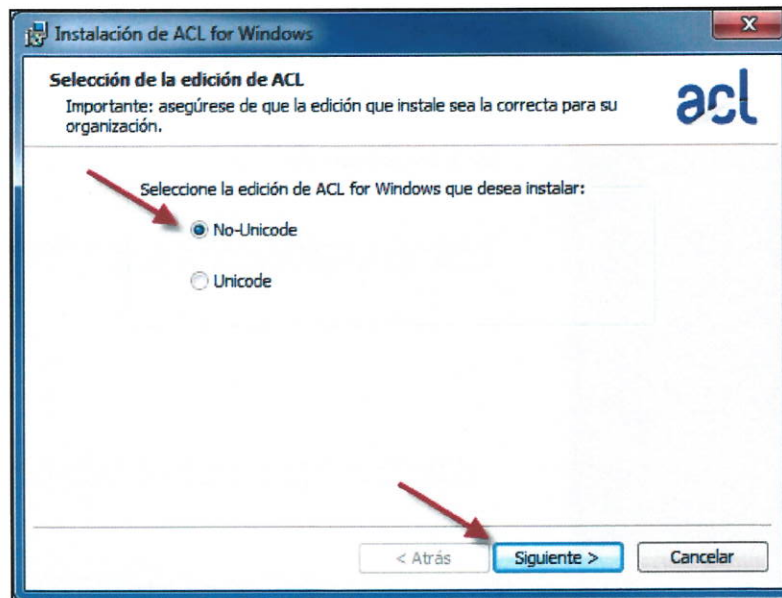 Instalación de ACL for Windows
Selección de la edición de ACL
Importante: asegúrese de que la edición que instale sea la correcta para su
organización.
acl
Seleccione la edición de ACL for Windows que desea instalar:
No-Unicode
Unicode
< Atrás
Siguiente >
Cancelar